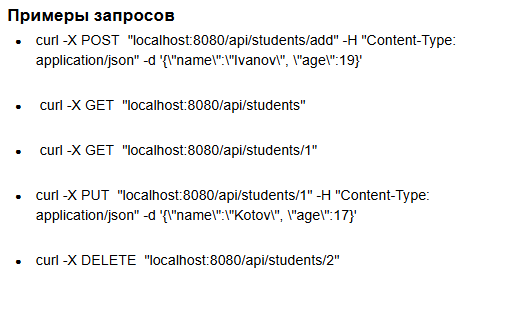 Примеры запросов
curl -X POST "localhost:8080/api/students/add" -H "Content-Type:
application/json" -d '{\"name\":\"Ivanov\", \"age\":19}'
curl -X GET "localhost:8080/api/students"
curl -X GET "localhost:8080/api/students/1"
curl -X PUT "localhost:8080/api/students/1" -H "Content-Type:
application/json" -d '{\"name\":\"Kotov\", \"age\":17}'
curl -X DELETE "localhost:8080/api/students/2"